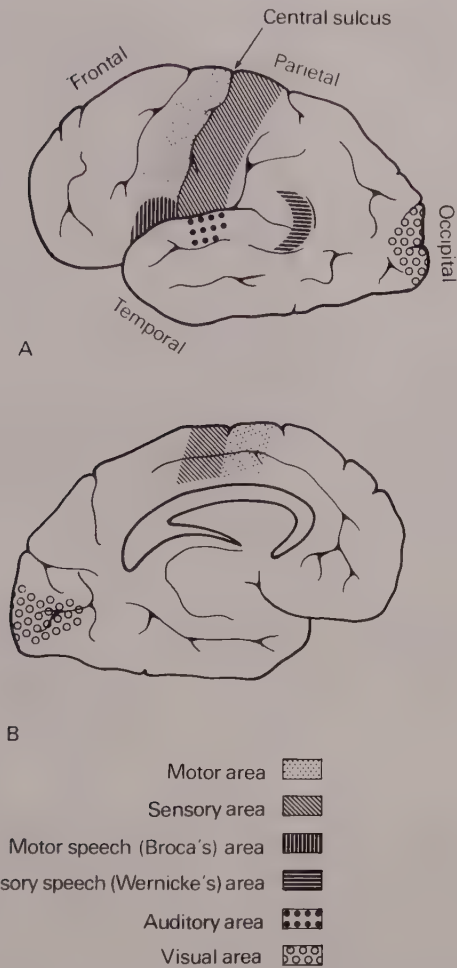 Central sulcus
Frontal
Parietal
Occipital
Temporal
A
B
Motor area
Sensory area
Motor speech (Broca's) area
sory speech (Wernicke's) area
Auditory area
Visual area